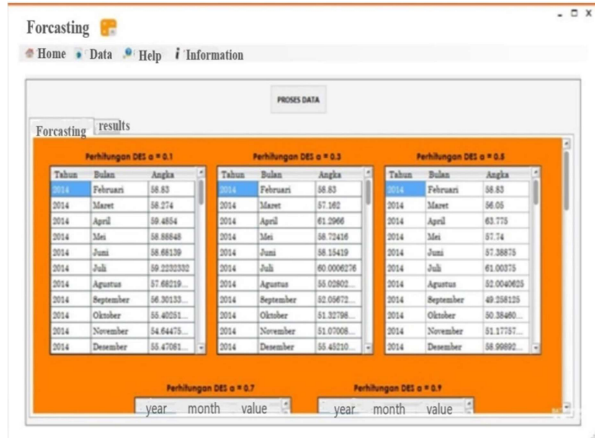 Forcasting
Home Data Help i Information
PROSES DATA
Forcasting results
Perhitungan DES α = 0.1 Perhitungan DES α = 0.3 Perhitungan DES α = 0.5
Tahun Bulan Angka Tahun Bulan Angka Tahun Bulan Angka
2014 Februari 58.83 2014 Februari 58.83 2014 Februari 58.83
2014 Maret 58.274 2014 Maret 57.162 2014 Maret 56.05
2014 April 59.4854 2014 April 61.2966 2014 April 63.775
2014 Mei 58.88848 2014 Mei 58.72416 2014 Mei 57.74
2014 Juni 58.68139 2014 Juni 58.15419 2014 Juni 57.38875
2014 Juli 59.2232332 2014 Juli 60.0006276 2014 Juli 61.00375
2014 Agustus 57.68219... 2014 Agustus 55.02802... 2014 Agustus 52.0040625
2014 September 56.30133... 2014 September 52.05672... 2014 September 49.258125
2014 Oktober 55.40251... 2014 Oktober 51.32798... 2014 Oktober 50.38460...
2014 November 54.64475... 2014 November 51.07008... 2014 November 51.17757...
2014 Desember 55.47081... 2014 Desember 55.45210... 2014 Desember 58.99892...
Perhitungan DES α = 0.7 Perhitungan DES α = 0.9
year month value year month value